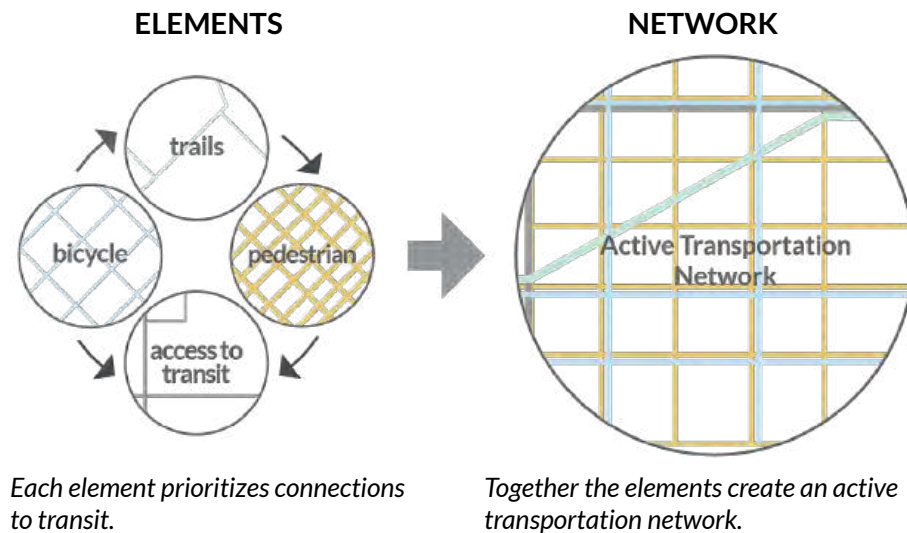 ELEMENTS
trails
bicycle
pedestrian
access to
transit
Each element prioritizes connections
to transit.
NETWORK
Active Transportation
Network
Together the elements create an active
transportation network.